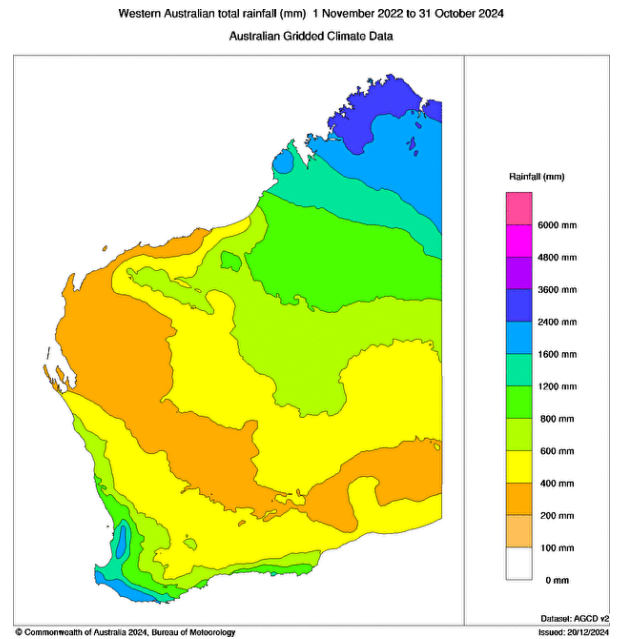 Western Australian total rainfall (mm)  1 November 2022 to 31 October 2024
Australian Gridded Climate Data
Rainfall (mm)
6000 mm
4800 mm
3600 mm
2400 mm
1600 mm
1200 mm
800 mm
600 mm
400 mm
200 mm
100 mm
0 mm
Dataset: AGCD v2
© Commonwealth of Australia 2024, Bureau of Meteorology
Issued: 20/12/2024